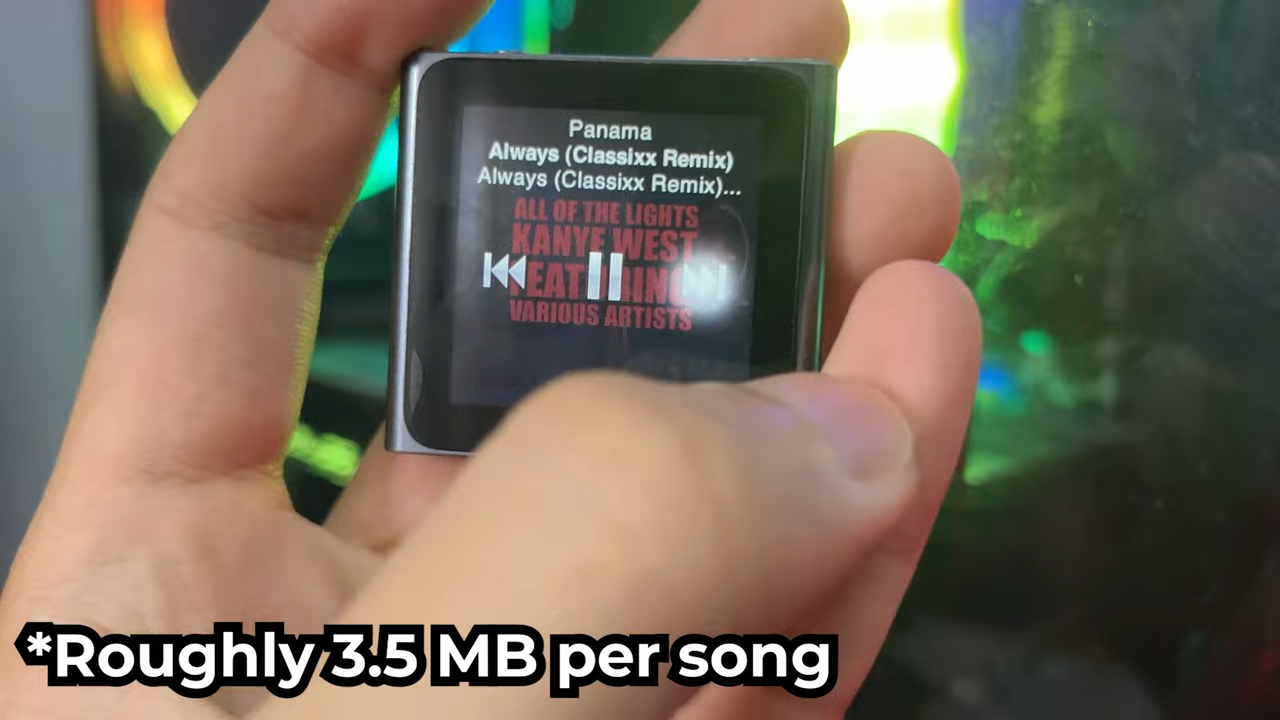 Panama
Always (Classixx Remix)
Always (Classixx Remix)...
ALL OF THE LIGHTS
KANYE WEST
FEATURING
VARIOUS ARTISTS
*Roughly 3.5 MB per song